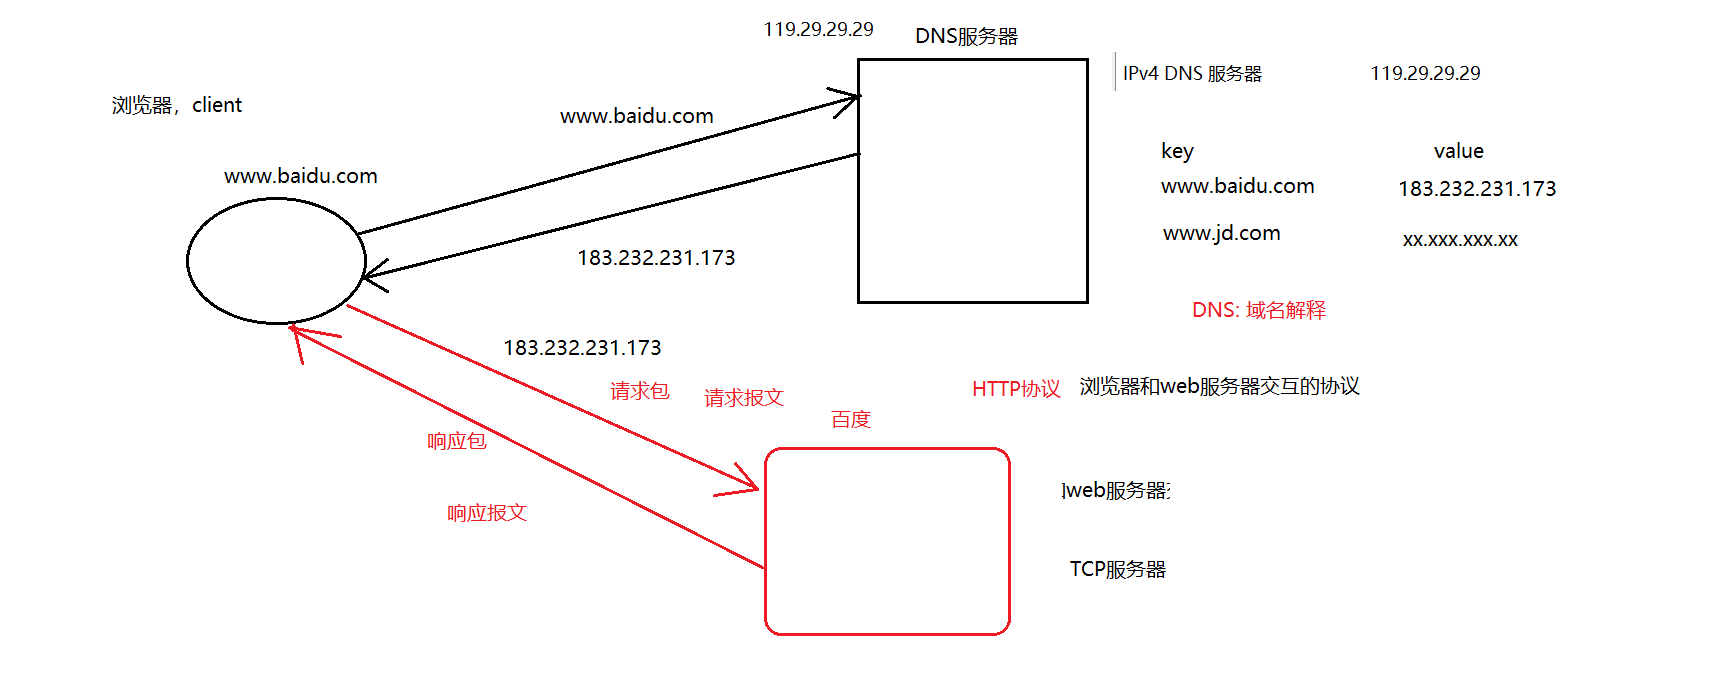 119.29.29.29
DNS服务器
IPv4 DNS 服务器 119.29.29.29
浏览器，client
www.baidu.com
www.baidu.com
key value
www.baidu.com 183.232.231.173
www.jd.com xx.xxx.xxx.xx
183.232.231.173
DNS: 域名解释
183.232.231.173
请求包 请求报文
HTTP协议 浏览器和web服务器交互的协议
百度
响应包
响应报文
web服务器
TCP服务器